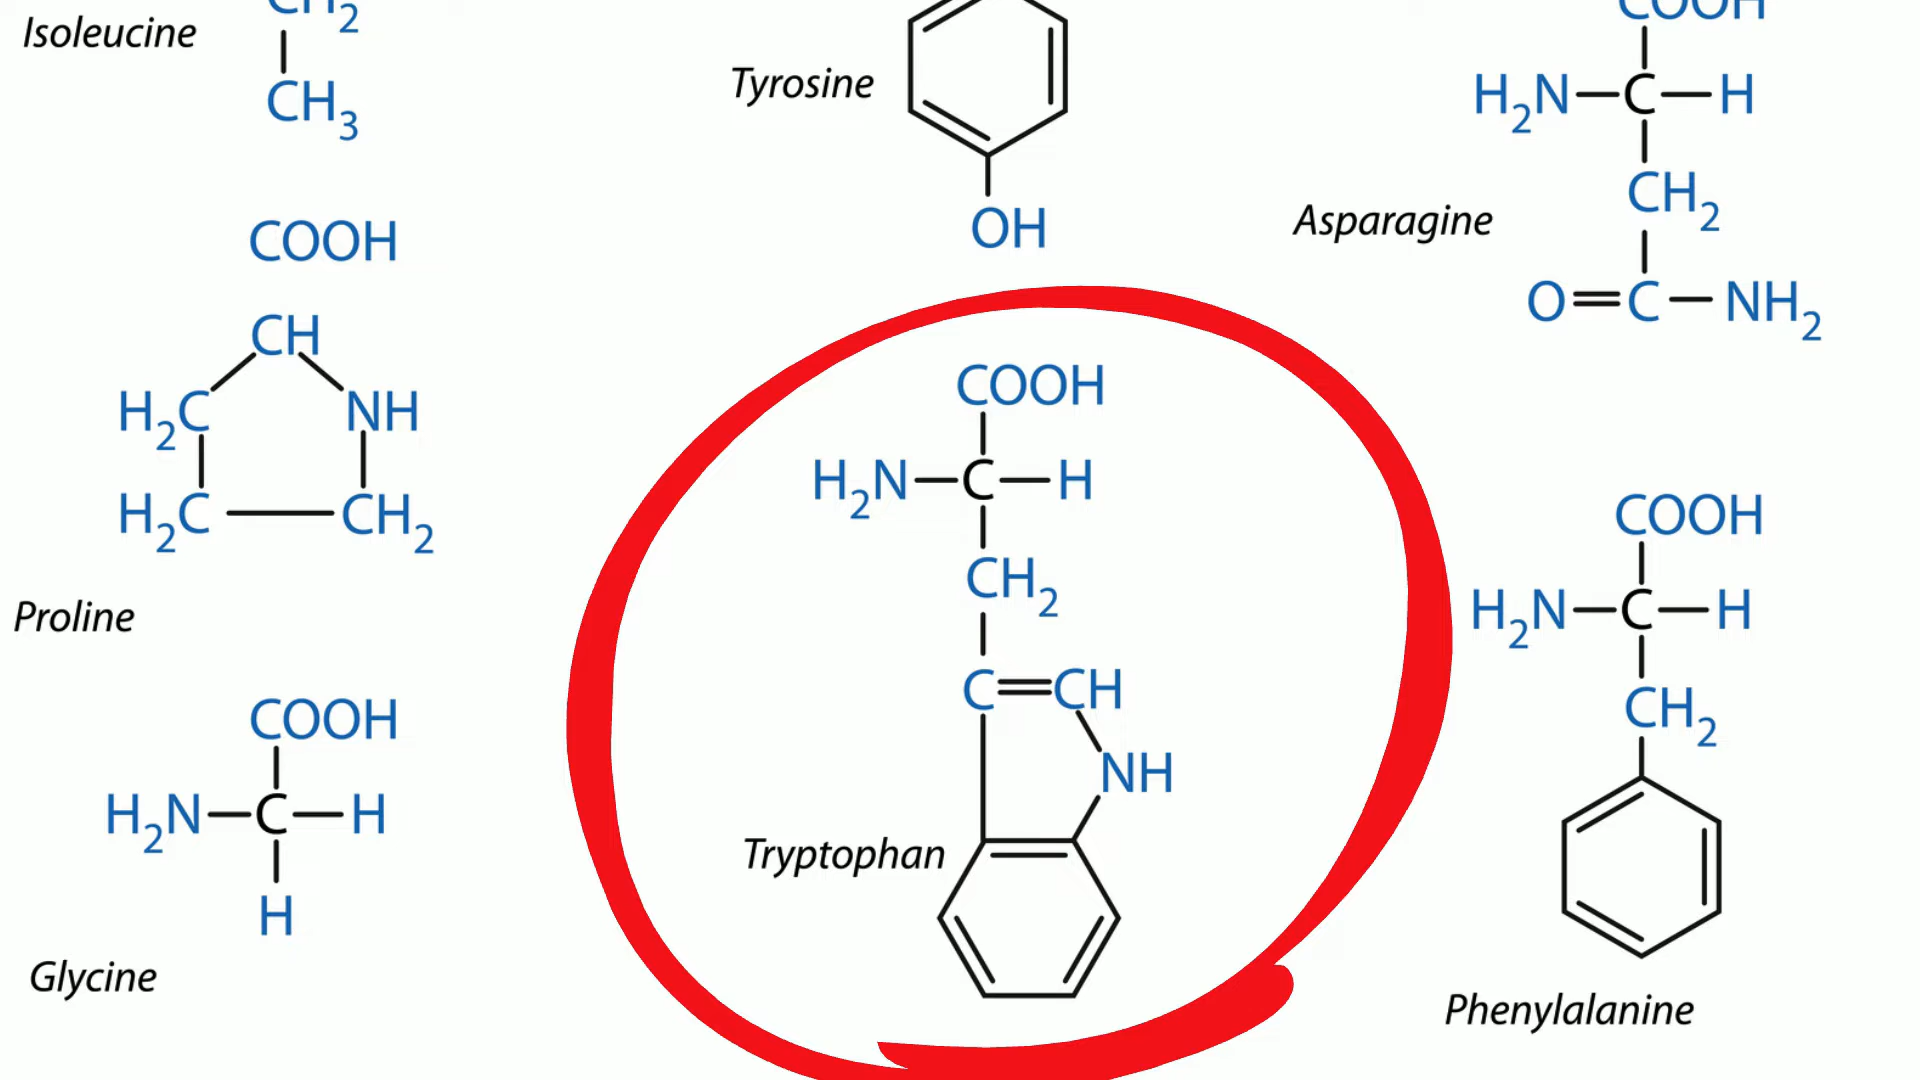 CH2
Isoleucine
CH3
Tyrosine
OH
COOH
H2N C H
CH2
Asparagine
O=C NH2
COOH
CH
H2C NH
H2C CH2
Proline
COOH
H2N C H
H
Glycine
COOH
H2N C H
CH2
C=CH
NH
Tryptophan
COOH
H2N C H
CH2
Phenylalanine